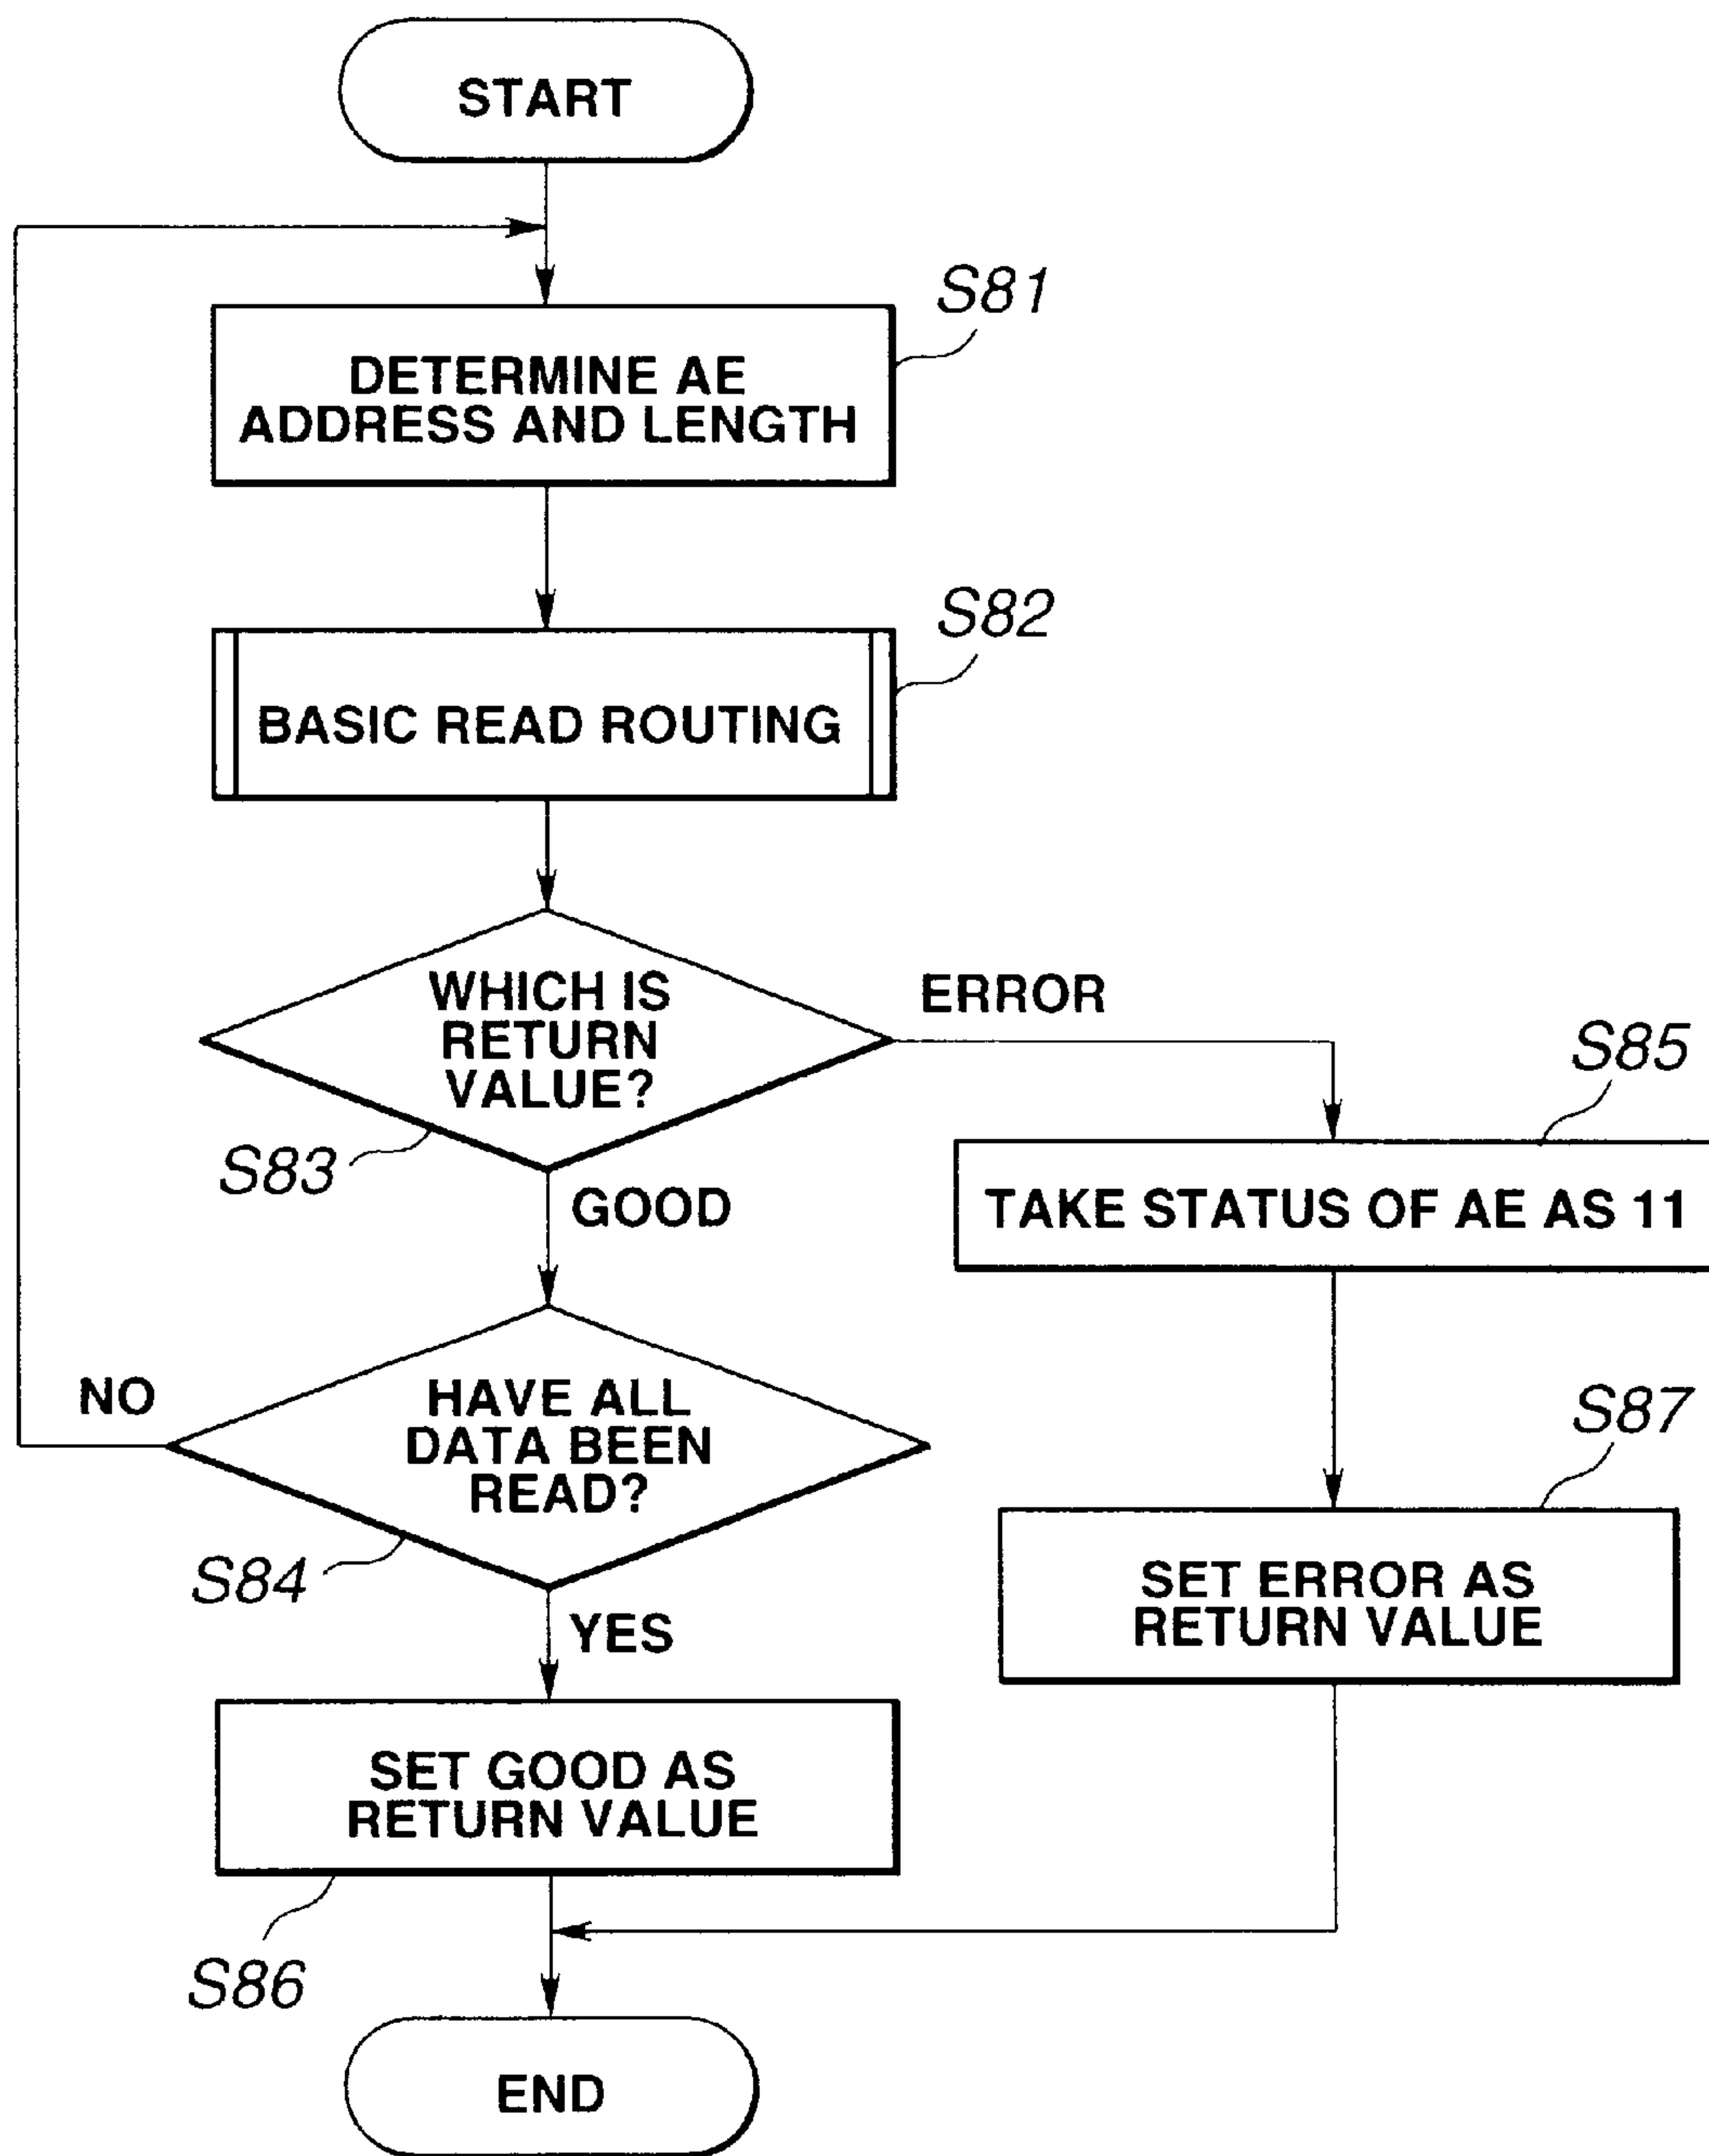 START
S81
DETERMINE AE
ADDRESS AND LENGTH
S82
BASIC READ ROUTING
WHICH IS
RETURN
VALUE?
ERROR
S83
GOOD
S85
TAKE STATUS OF AE AS 11
NO
HAVE ALL
DATA BEEN
READ?
S84
YES
S87
SET ERROR AS
RETURN VALUE
SET GOOD AS
RETURN VALUE
S86
END